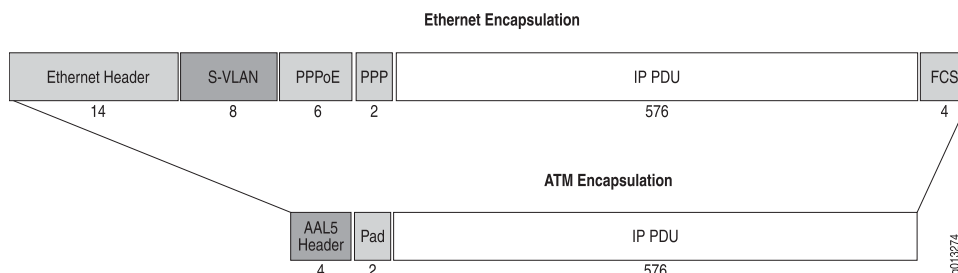 Ethernet Encapsulation
Ethernet Header S-VLAN PPPoE PPP IP PDU FCS
14 8 6 2 576 4
ATM Encapsulation
AAL5
Header Pad IP PDU
4 2 576
g013274